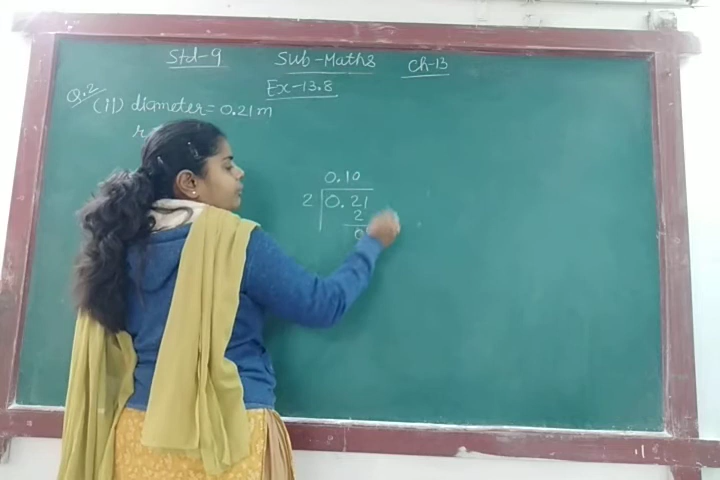 Std-9 Sub-Maths Ch-13
Ex-13.8
Q.2 (ii) diameter = 0.21 m
r
0.10
2 0.21
2
0